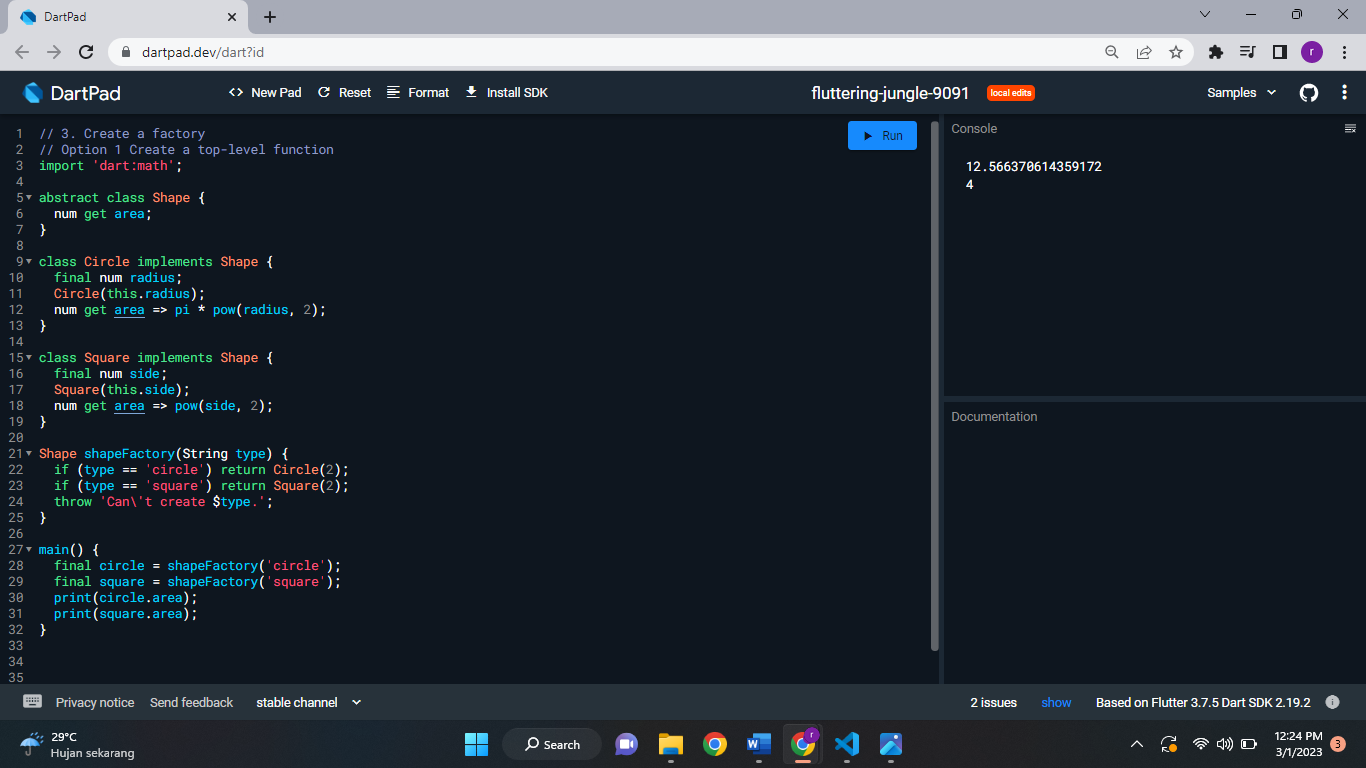 DartPad
dartpad.dev/dart?id
r
DartPad
<> New Pad
Reset
Format
Install SDK
fluttering-jungle-9091
local edits
Samples
1 // 3. Create a factory
2 // Option 1 Create a top-level function
3 import 'dart:math';
4
5 abstract class Shape {
6   num get area;
7 }
8
9 class Circle implements Shape {
10   final num radius;
11   Circle(this.radius);
12   num get area => pi * pow(radius, 2);
13 }
14
15 class Square implements Shape {
16   final num side;
17   Square(this.side);
18   num get area => pow(side, 2);
19 }
20
21 Shape shapeFactory(String type) {
22   if (type == 'circle') return Circle(2);
23   if (type == 'square') return Square(2);
24   throw 'Can\'t create $type.';
25 }
26
27 main() {
28   final circle = shapeFactory('circle');
29   final square = shapeFactory('square');
30   print(circle.area);
31   print(square.area);
32 }
33
34
35
Run
Console
12.566370614359172
4
Documentation
Privacy notice
Send feedback
stable channel
2 issues
show
Based on Flutter 3.7.5 Dart SDK 2.19.2
i
29°C
Hujan sekarang
Search
W
r
12:24 PM
3/1/2023
3